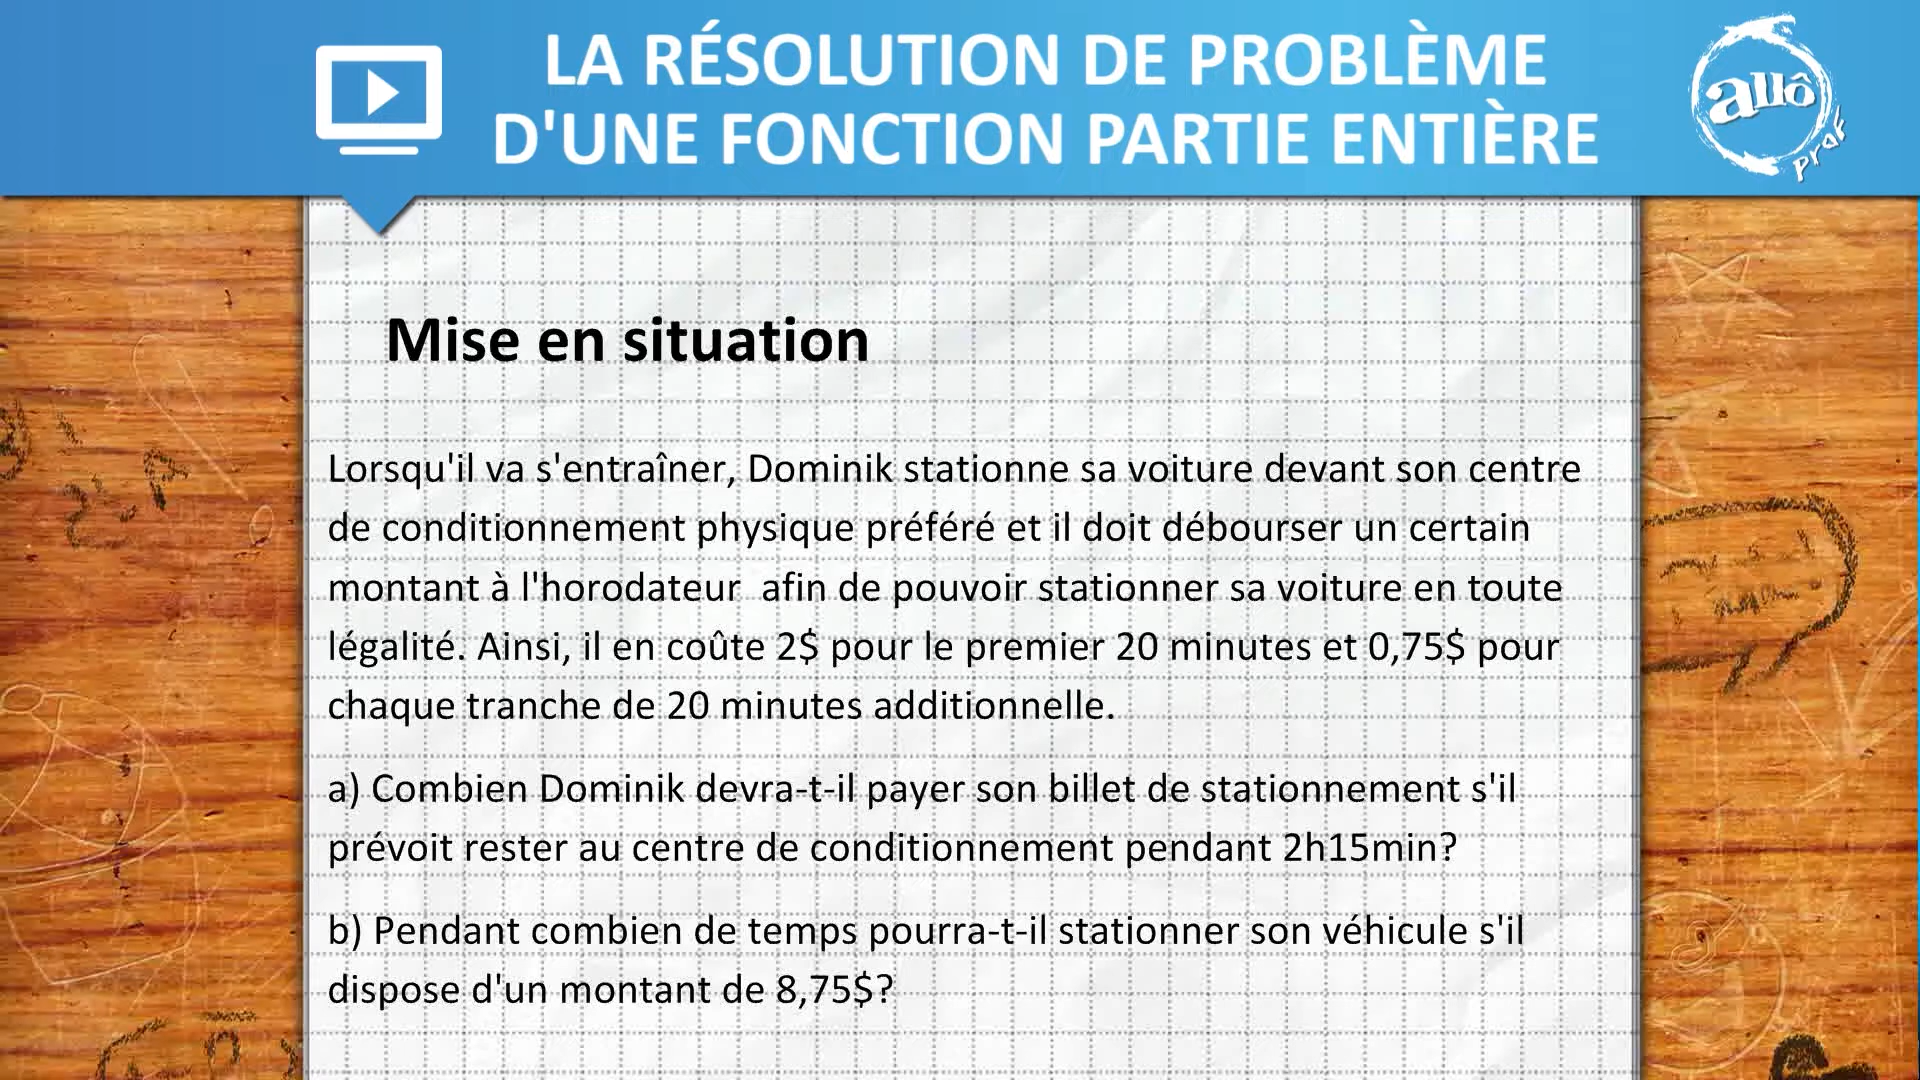 LA RÉSOLUTION DE PROBLÈME
D'UNE FONCTION PARTIE ENTIÈRE
allô
prof
Mise en situation
Lorsqu'il va s'entraîner, Dominik stationne sa voiture devant son centre
de conditionnement physique préféré et il doit débourser un certain
montant à l'horodateur afin de pouvoir stationner sa voiture en toute
légalité. Ainsi, il en coûte 2$ pour le premier 20 minutes et 0,75$ pour
chaque tranche de 20 minutes additionnelle.
a) Combien Dominik devra-t-il payer son billet de stationnement s'il
prévoit rester au centre de conditionnement pendant 2h15min?
b) Pendant combien de temps pourra-t-il stationner son véhicule s'il
dispose d'un montant de 8,75$?